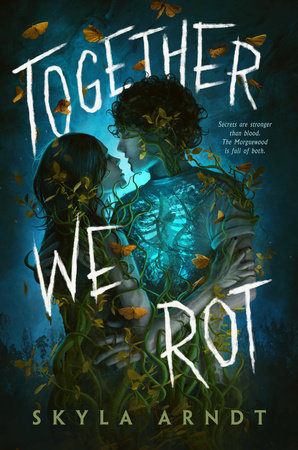 TOGETHER
Secrets are stronger
than blood.
The Morguewood
is full of both.
WE
ROT
SKYLA ARNDT